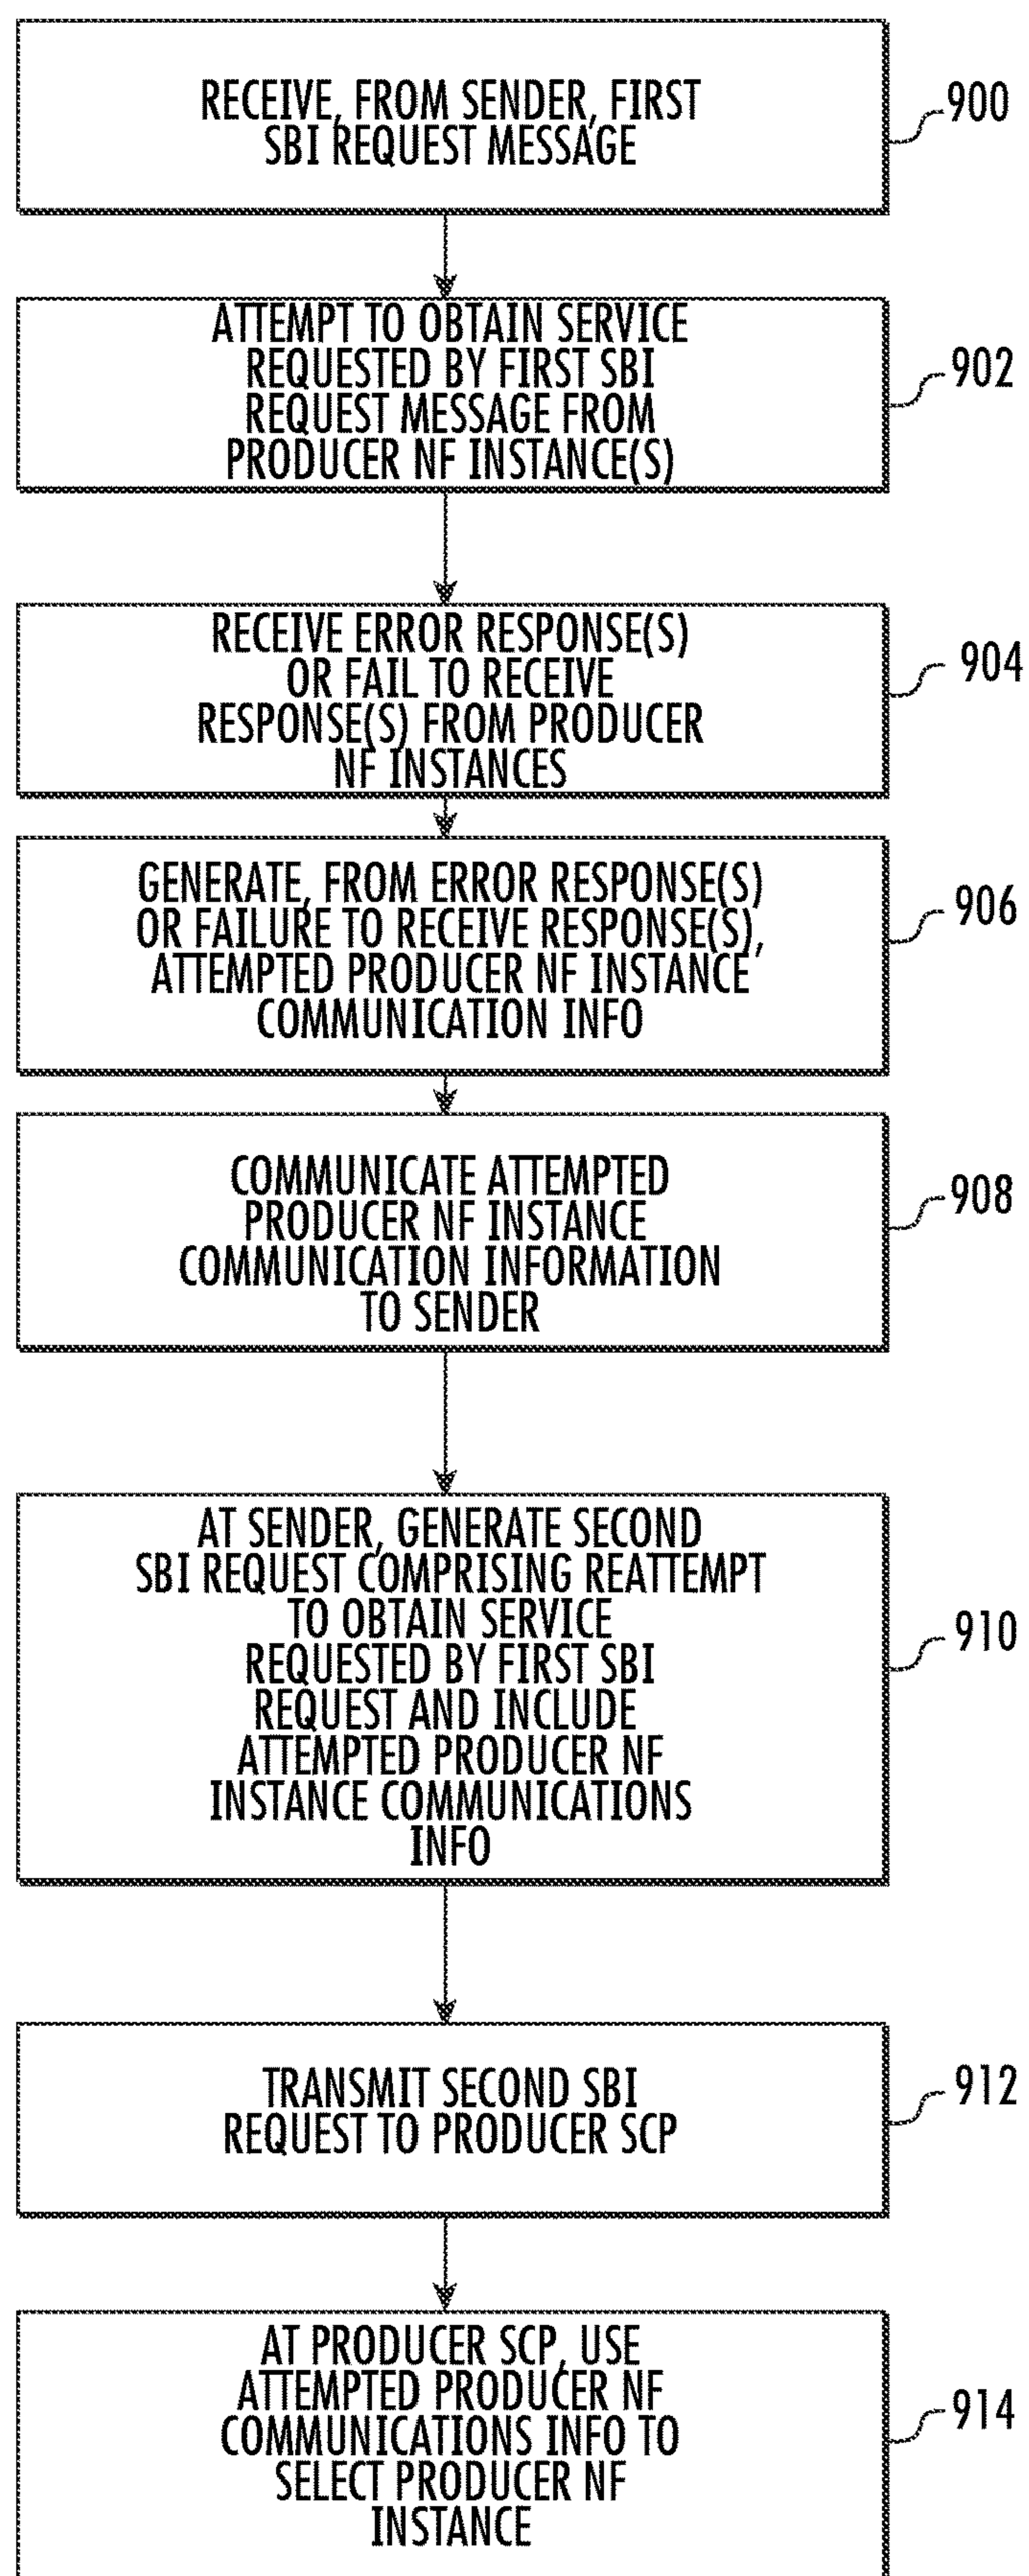 RECEIVE, FROM SENDER, FIRST
SBI REQUEST MESSAGE
900
ATTEMPT TO OBTAIN SERVICE
REQUESTED BY FIRST SBI
REQUEST MESSAGE FROM
PRODUCER NF INSTANCE(S)
902
RECEIVE ERROR RESPONSE(S)
OR FAIL TO RECEIVE
RESPONSE(S) FROM PRODUCER
NF INSTANCES
904
GENERATE, FROM ERROR RESPONSE(S)
OR FAILURE TO RECEIVE RESPONSE(S),
ATTEMPTED PRODUCER NF INSTANCE
COMMUNICATION INFO
906
COMMUNICATE ATTEMPTED
PRODUCER NF INSTANCE
COMMUNICATION INFORMATION
TO SENDER
908
AT SENDER, GENERATE SECOND
SBI REQUEST COMPRISING REATTEMPT
TO OBTAIN SERVICE
REQUESTED BY FIRST SBI
REQUEST AND INCLUDE
ATTEMPTED PRODUCER NF
INSTANCE COMMUNICATIONS
INFO
910
TRANSMIT SECOND SBI
REQUEST TO PRODUCER SCP
912
AT PRODUCER SCP, USE
ATTEMPTED PRODUCER NF
COMMUNICATIONS INFO TO
SELECT PRODUCER NF
INSTANCE
914